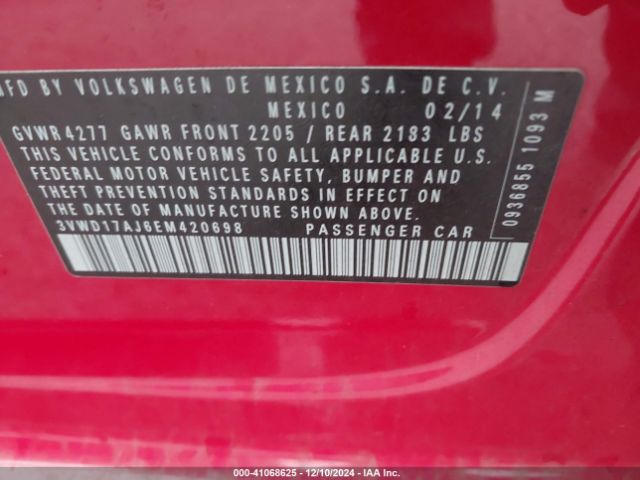 MFD BY VOLKSWAGEN DE MEXICO S.A. DE C.V.
MEXICO 02/14
GVWR 4277 GAWR FRONT 2205 / REAR 2183 LBS
THIS VEHICLE CONFORMS TO ALL APPLICABLE U.S.
FEDERAL MOTOR VEHICLE SAFETY, BUMPER AND
THEFT PREVENTION STANDARDS IN EFFECT ON
THE DATE OF MANUFACTURE SHOWN ABOVE.
3VWD17AJ6EM420698 PASSENGER CAR
0936855 1093 M
100-41068625 - 12/10/2024 - IAA Inc.